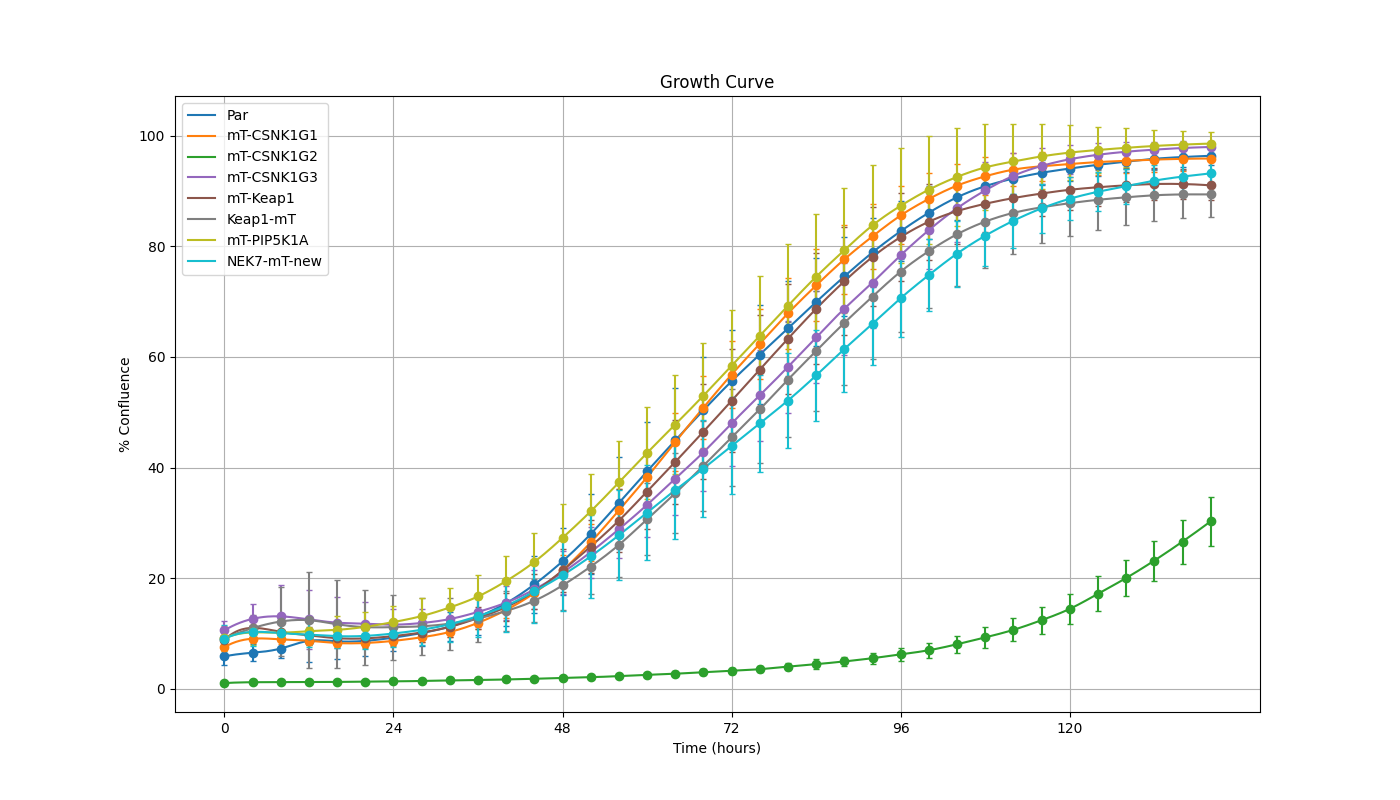 Growth Curve
Par
mT-CSNK1G1
mT-CSNK1G2
mT-CSNK1G3
mT-Keap1
Keap1-mT
mT-PIP5K1A
NEK7-mT-new
% Confluence
100
80
60
40
20
0
0 24 48 72 96 120
Time (hours)